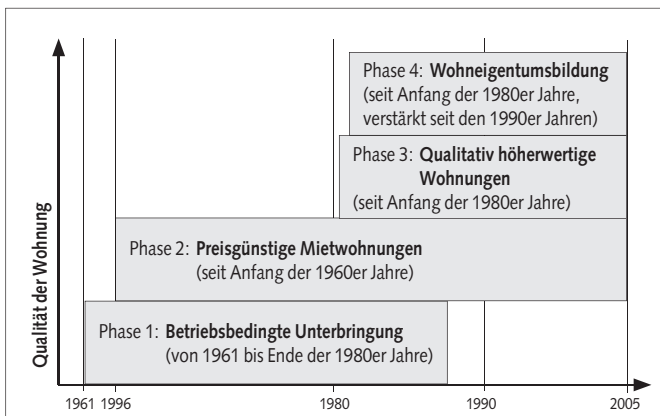 Phase 4: Wohneigentumsbildung
(seit Anfang der 1980er Jahre,
verstärkt seit den 1990er Jahren)
Phase 3: Qualitativ höherwertige
Wohnungen
(seit Anfang der 1980er Jahre)
Phase 2: Preisgünstige Mietwohnungen
(seit Anfang der 1960er Jahre)
Phase 1: Betriebsbedingte Unterbringung
(von 1961 bis Ende der 1980er Jahre)
Qualität der Wohnung
1961 1996 1980 1990 2005